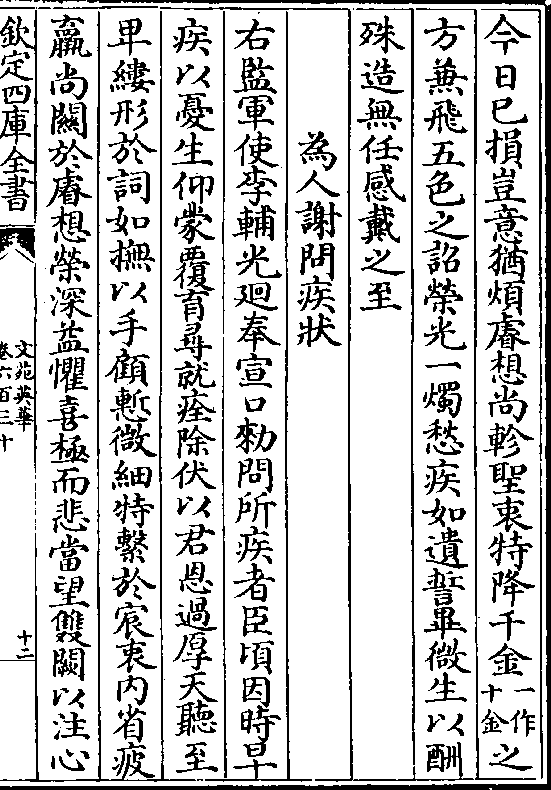 今日已損豈意猶煩睿想尚軫聖衷特降千金一作十金之
方兼飛五色之詔榮光一燭愁疾如遺誓畢微生以酬
殊造無任感戴之至
為人謝問疾狀
右監軍使李輔光廻奉宣口勑問所疾者臣頃因時旱
疾以憂生仰蒙覆育尋就痊除伏以君恩過厚天聽至
卑縷形於詞如撫以手顧慙微細特繫於宸衷内省疲
羸尚關於睿想榮深益懼喜極而悲當望雙闕以注心
欽定四庫全書
文苑英華
卷六百三十
十二